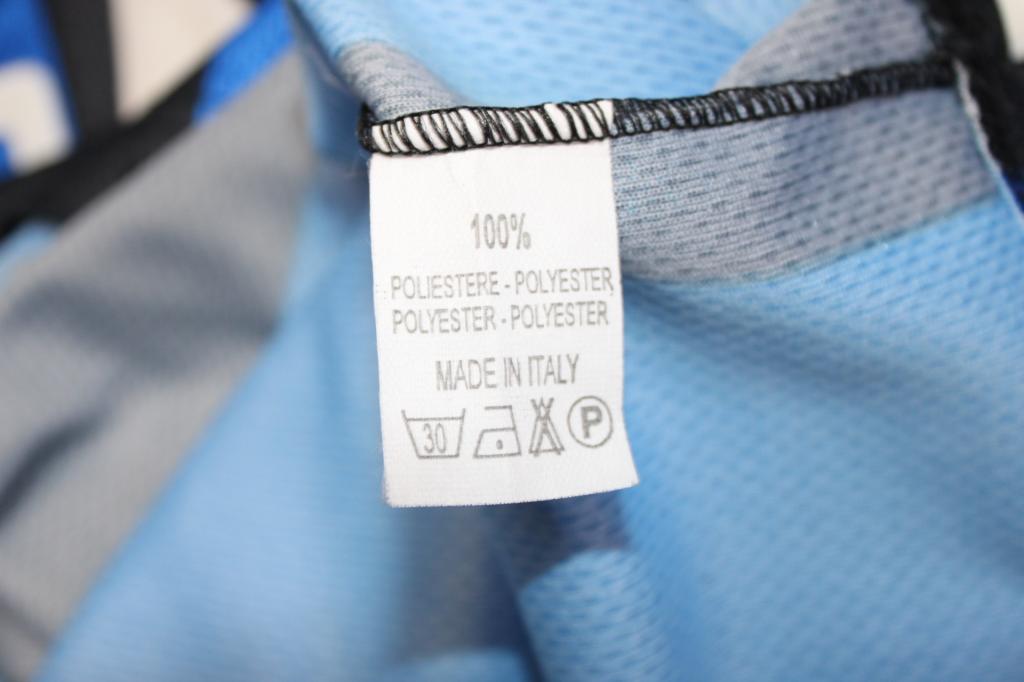 100%
POLIESTERE - POLYESTER
POLYESTER - POLYESTER
MADE IN ITALY
30 P